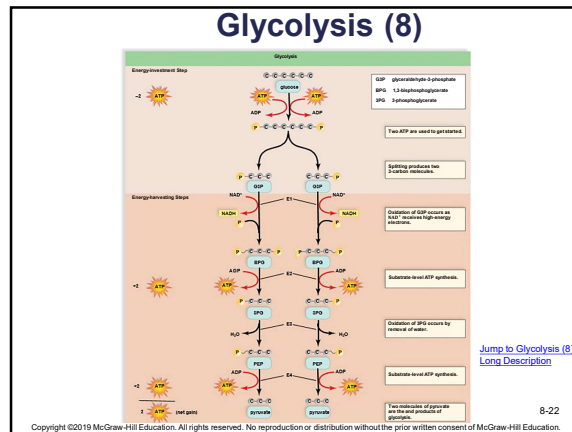 Glycolysis (8)
Glycolysis
Energy-investment Step
–2 ATP
C C C C C C
glucose
ATP ATP
ADP ADP
P C C C C C C P
G3P glyceraldehyde-3-phosphate
BPG 1,3-bisphosphoglycerate
3PG 3-phosphoglycerate
Two ATP are used to get started.
Splitting produces two
3-carbon molecules.
C C C P P C C C
G3P G3P
Energy-harvesting Steps
NAD+ E1 NAD+
NADH NADH
P P
Oxidation of G3P occurs as
NAD+ receives high-energy
electrons.
P C C C P P C C C P
BPG BPG
+2 ATP
ADP E2 ADP
ATP ATP
Substrate-level ATP synthesis.
P C C C C C C P
3PG 3PG
H2O E3 H2O
Oxidation of 3PG occurs by
removal of water.
P C C C C C C P
PEP PEP
+2 ATP
ADP E4 ADP
ATP ATP
Substrate-level ATP synthesis.
C C C C C C
pyruvate pyruvate
2 ATP (net gain)
Two molecules of pyruvate
are the end products of
glycolysis.
Jump to Glycolysis (8)
Long Description
8-22
Copyright ©2019 McGraw-Hill Education. All rights reserved. No reproduction or distribution without the prior written consent of McGraw-Hill Education.